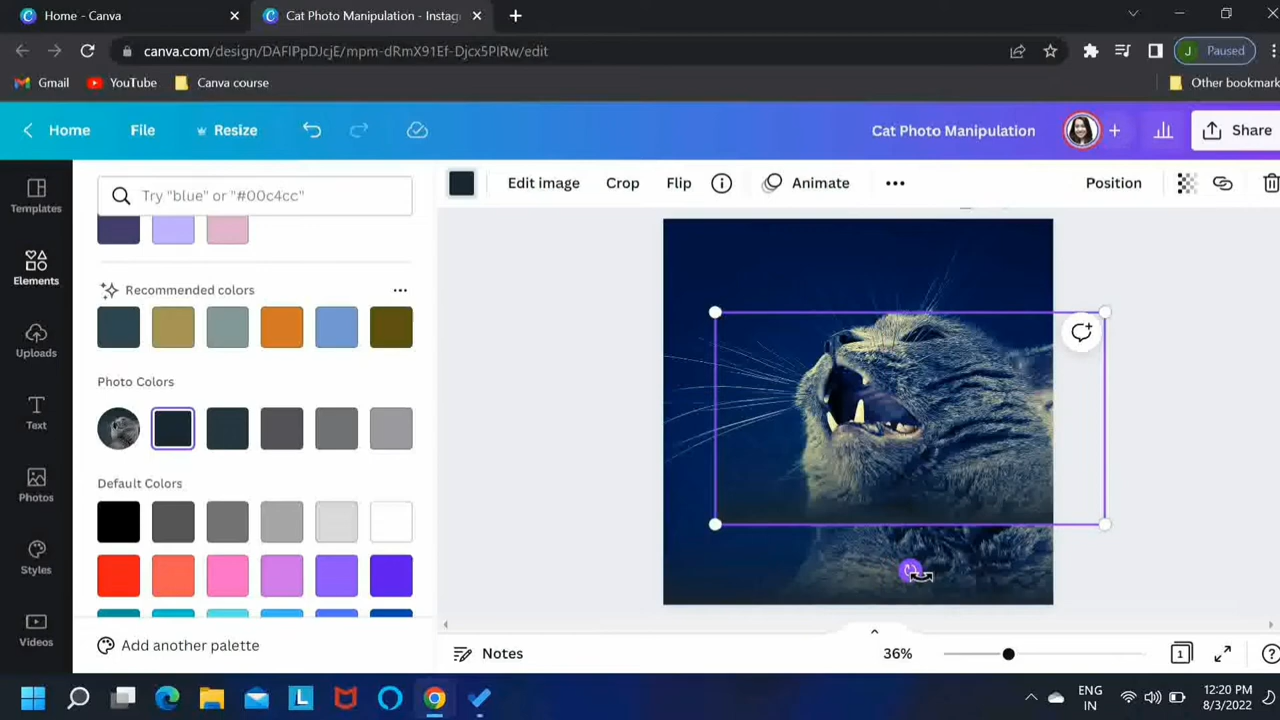 Home - Canva
Cat Photo Manipulation - Instag
canva.com/design/DAFIPpDJcjE/mpm-dRmX91Ef-Djcx5PIRw/edit
J Paused
Gmail
YouTube
Canva course
Other bookmark
Home
File
Resize
Cat Photo Manipulation
Share
Templates
Elements
Uploads
Text
Photos
Styles
Videos
Try "blue" or "#00c4cc"
Recommended colors
Photo Colors
Default Colors
Add another palette
Edit image
Crop
Flip
Animate
Position
Notes
36%
1
L
ENG
IN
12:20 PM
8/3/2022